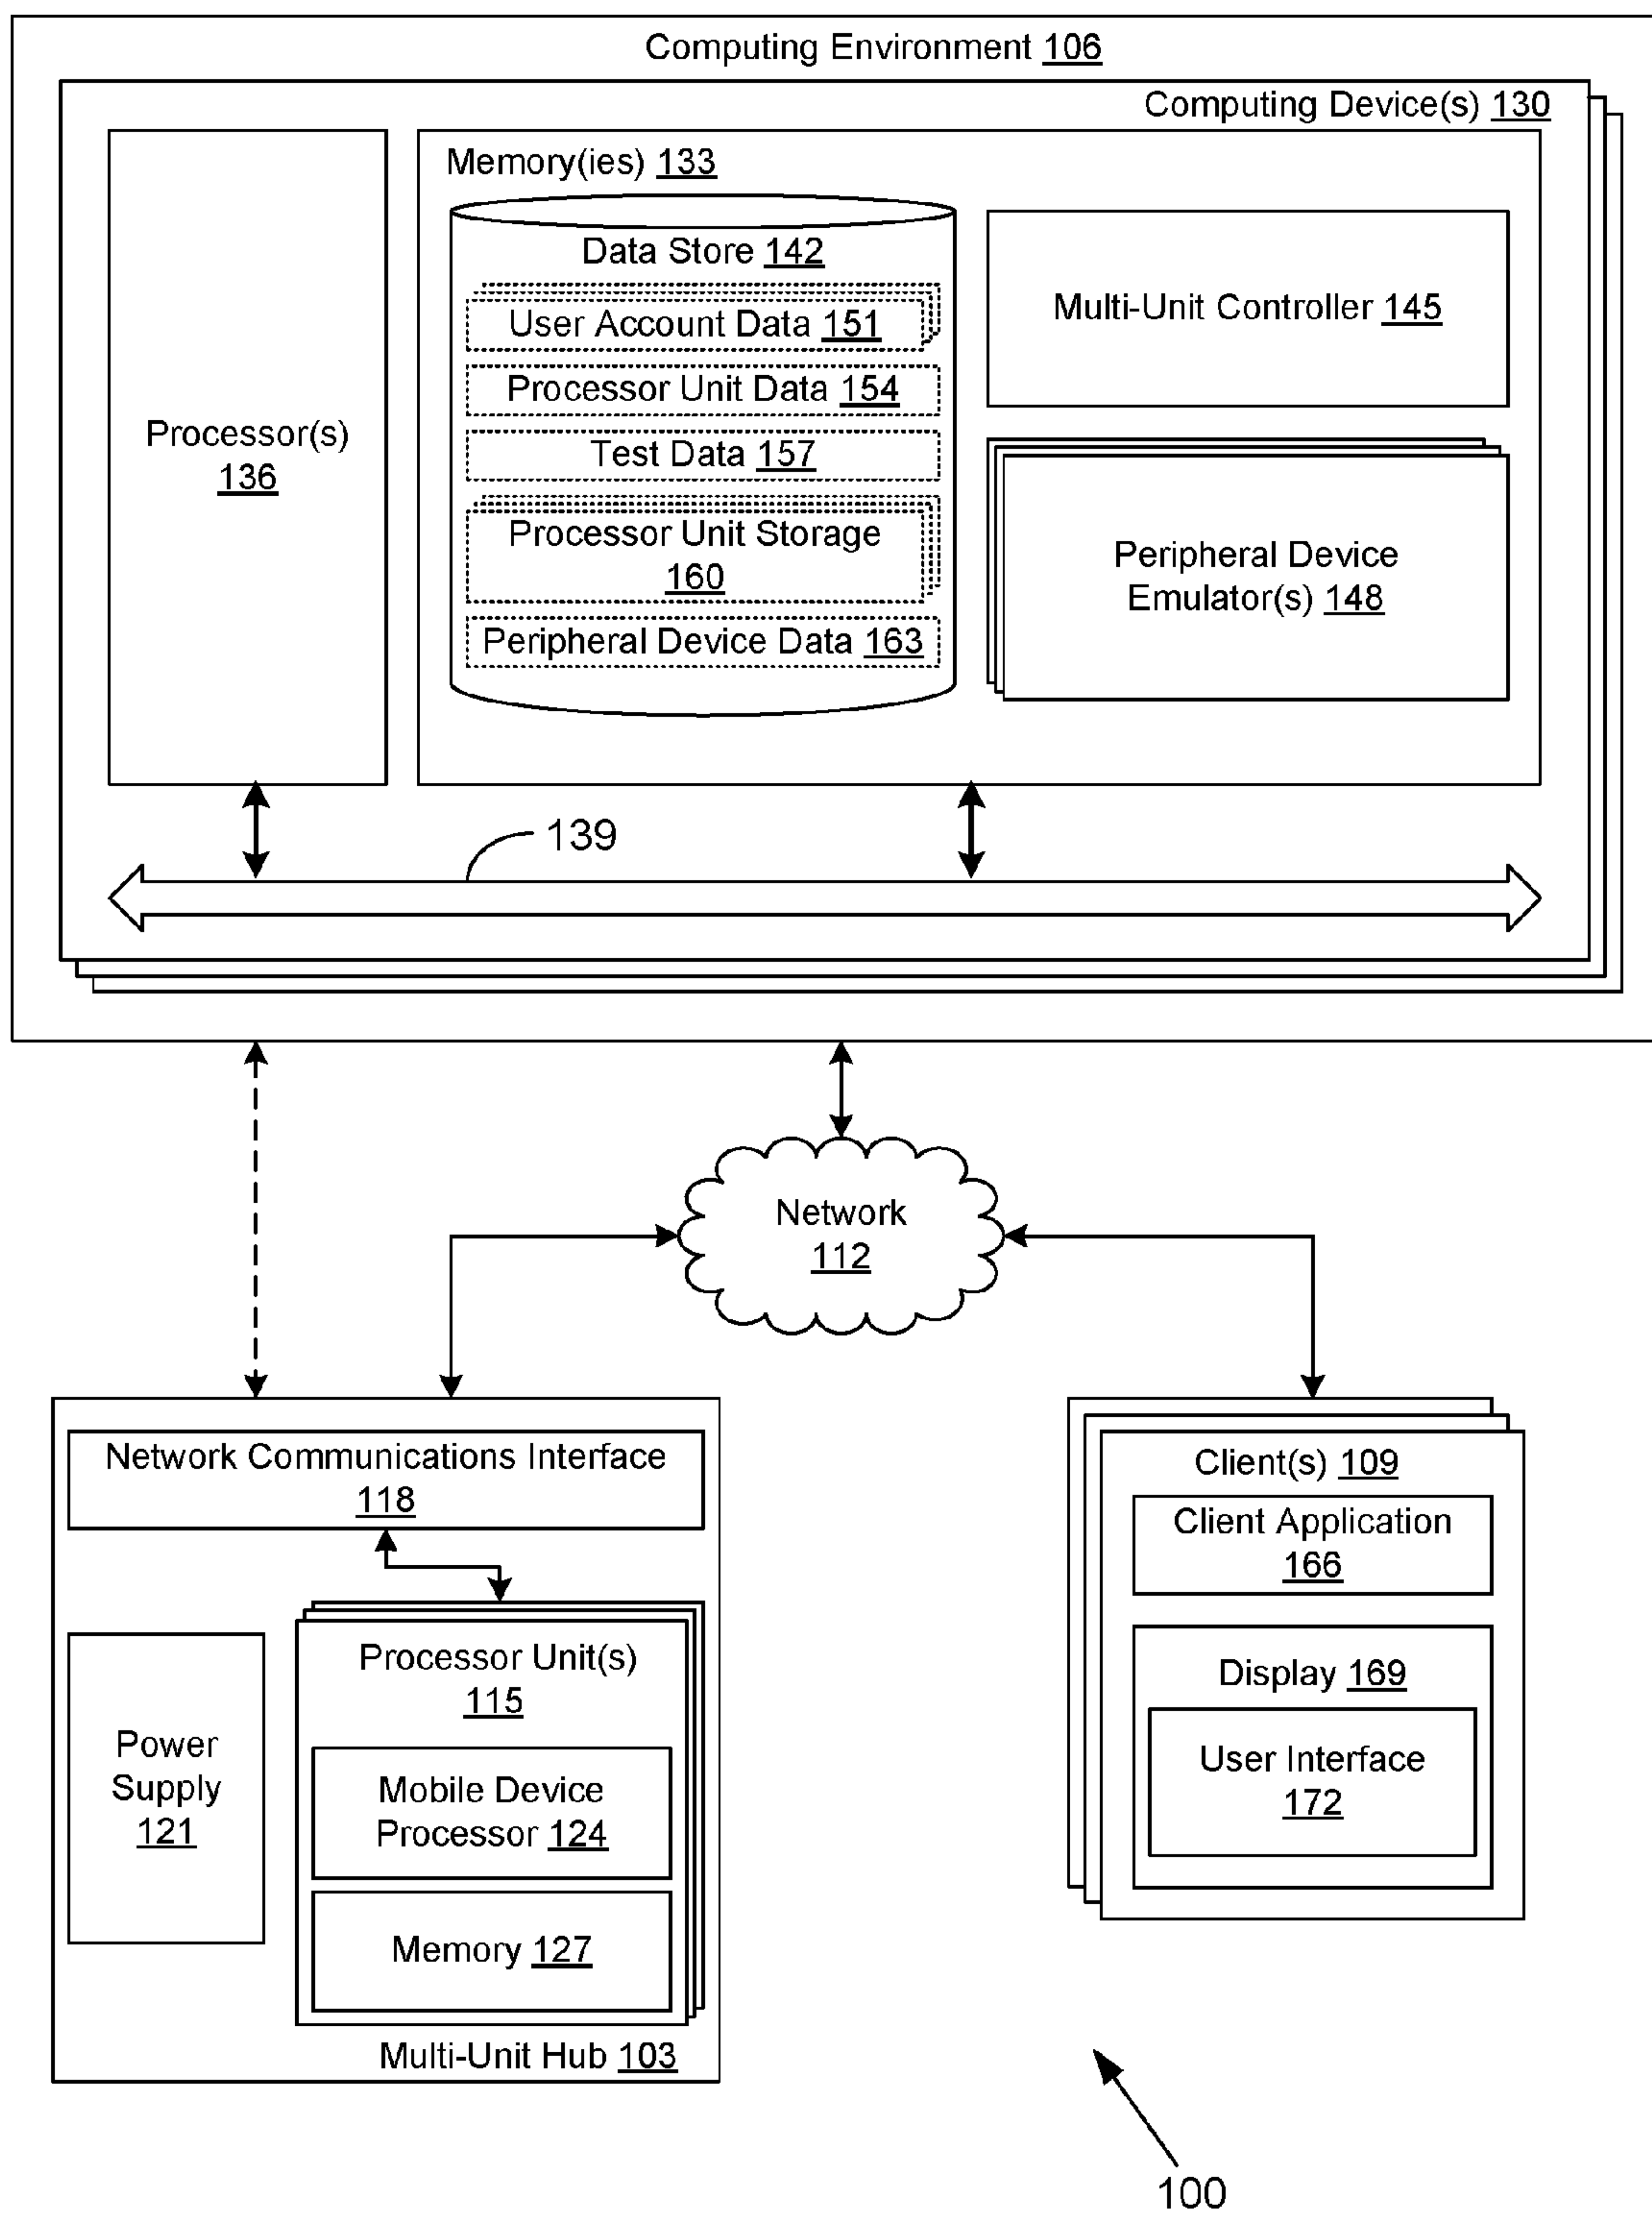 Computing Environment 106
Computing Device(s) 130
Processor(s)
136
Memory(ies) 133
Data Store 142
User Account Data 151
Processor Unit Data 154
Test Data 157
Processor Unit Storage
160
Peripheral Device Data 163
Multi-Unit Controller 145
Peripheral Device
Emulator(s) 148
139
Network
112
Network Communications Interface
118
Processor Unit(s)
115
Power
Supply
121
Mobile Device
Processor 124
Memory 127
Multi-Unit Hub 103
Client(s) 109
Client Application
166
Display 169
User Interface
172
100